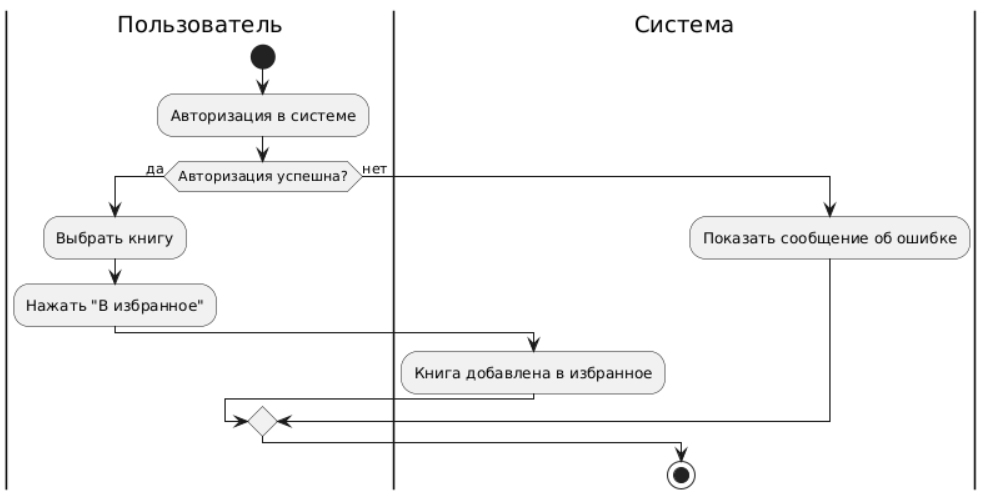 Пользователь
Система
Авторизация в системе
да
Авторизация успешна?
нет
Выбрать книгу
Показать сообщение об ошибке
Нажать "В избранное"
Книга добавлена в избранное